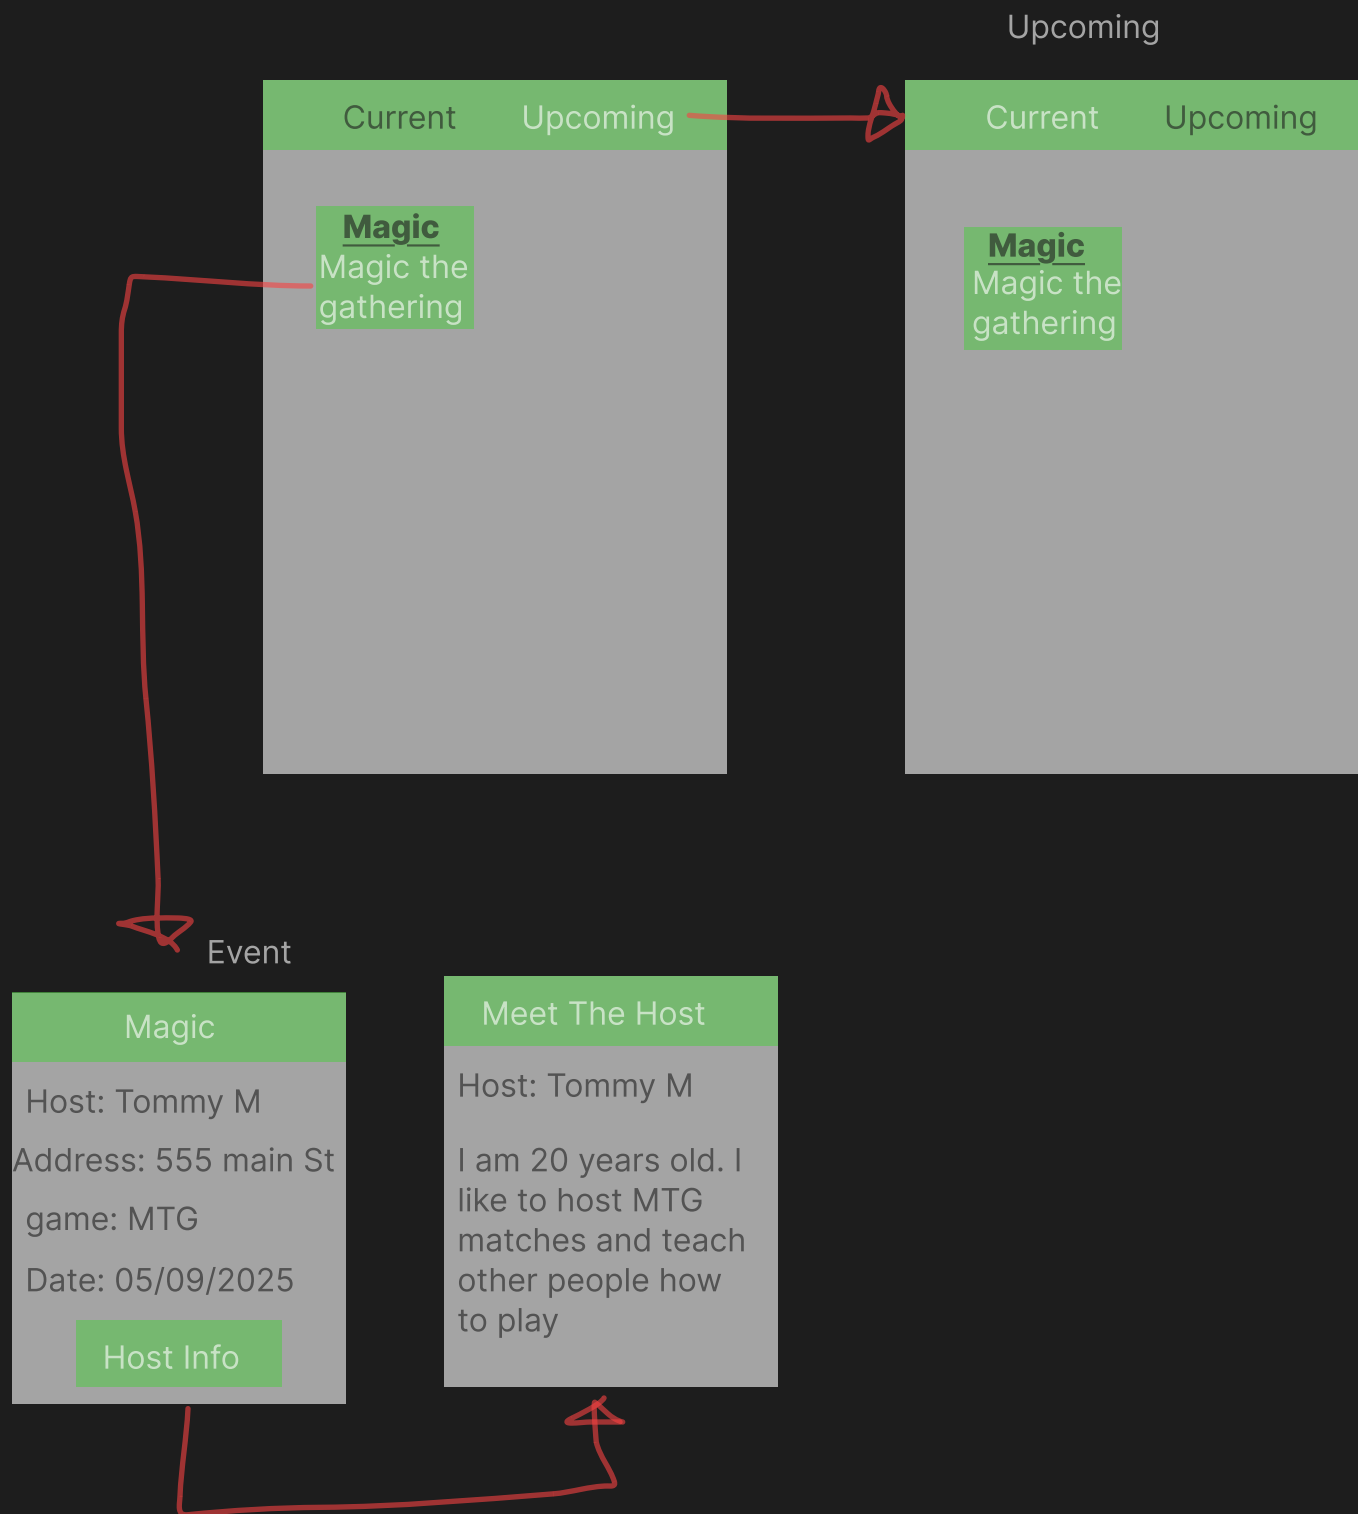 Upcoming
Current
Upcoming
Current
Upcoming
Magic
Magic the
gathering
Magic
Magic the
gathering
Event
Magic
Host: Tommy M
Address: 555 main St
game: MTG
Date: 05/09/2025
Host Info
Meet The Host
Host: Tommy M
I am 20 years old. I
like to host MTG
matches and teach
other people how
to play